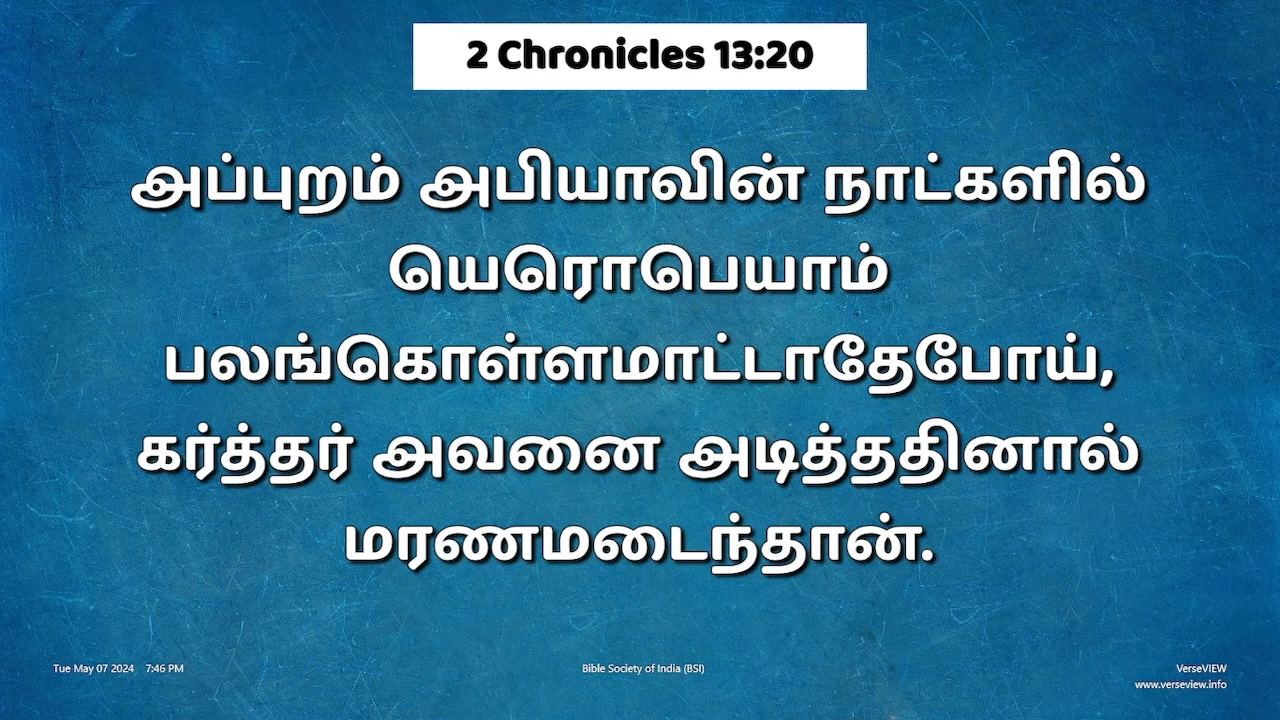 2 Chronicles 13:20
அப்புறம் அபியாவின் நாட்களில்
யெரொபெயாம்
பலங்கொள்ளமாட்டாதேபோய்,
கர்த்தர் அவனை அடித்ததினால்
மரணமடைந்தான்.
Tue May 07 2024 7:46 PM
Bible Society of India (BSI)
VerseVIEW
www.verseview.info